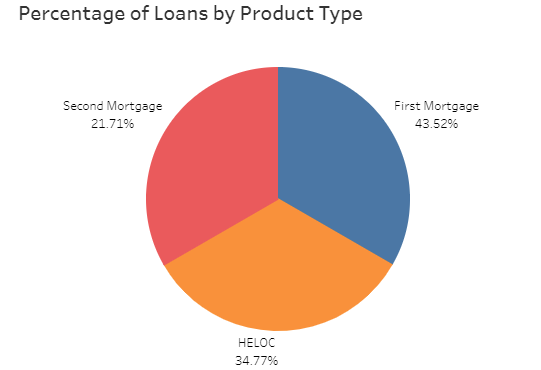 Percentage of Loans by Product Type
Second Mortgage
21.71%
First Mortgage
43.52%
HELOC
34.77%